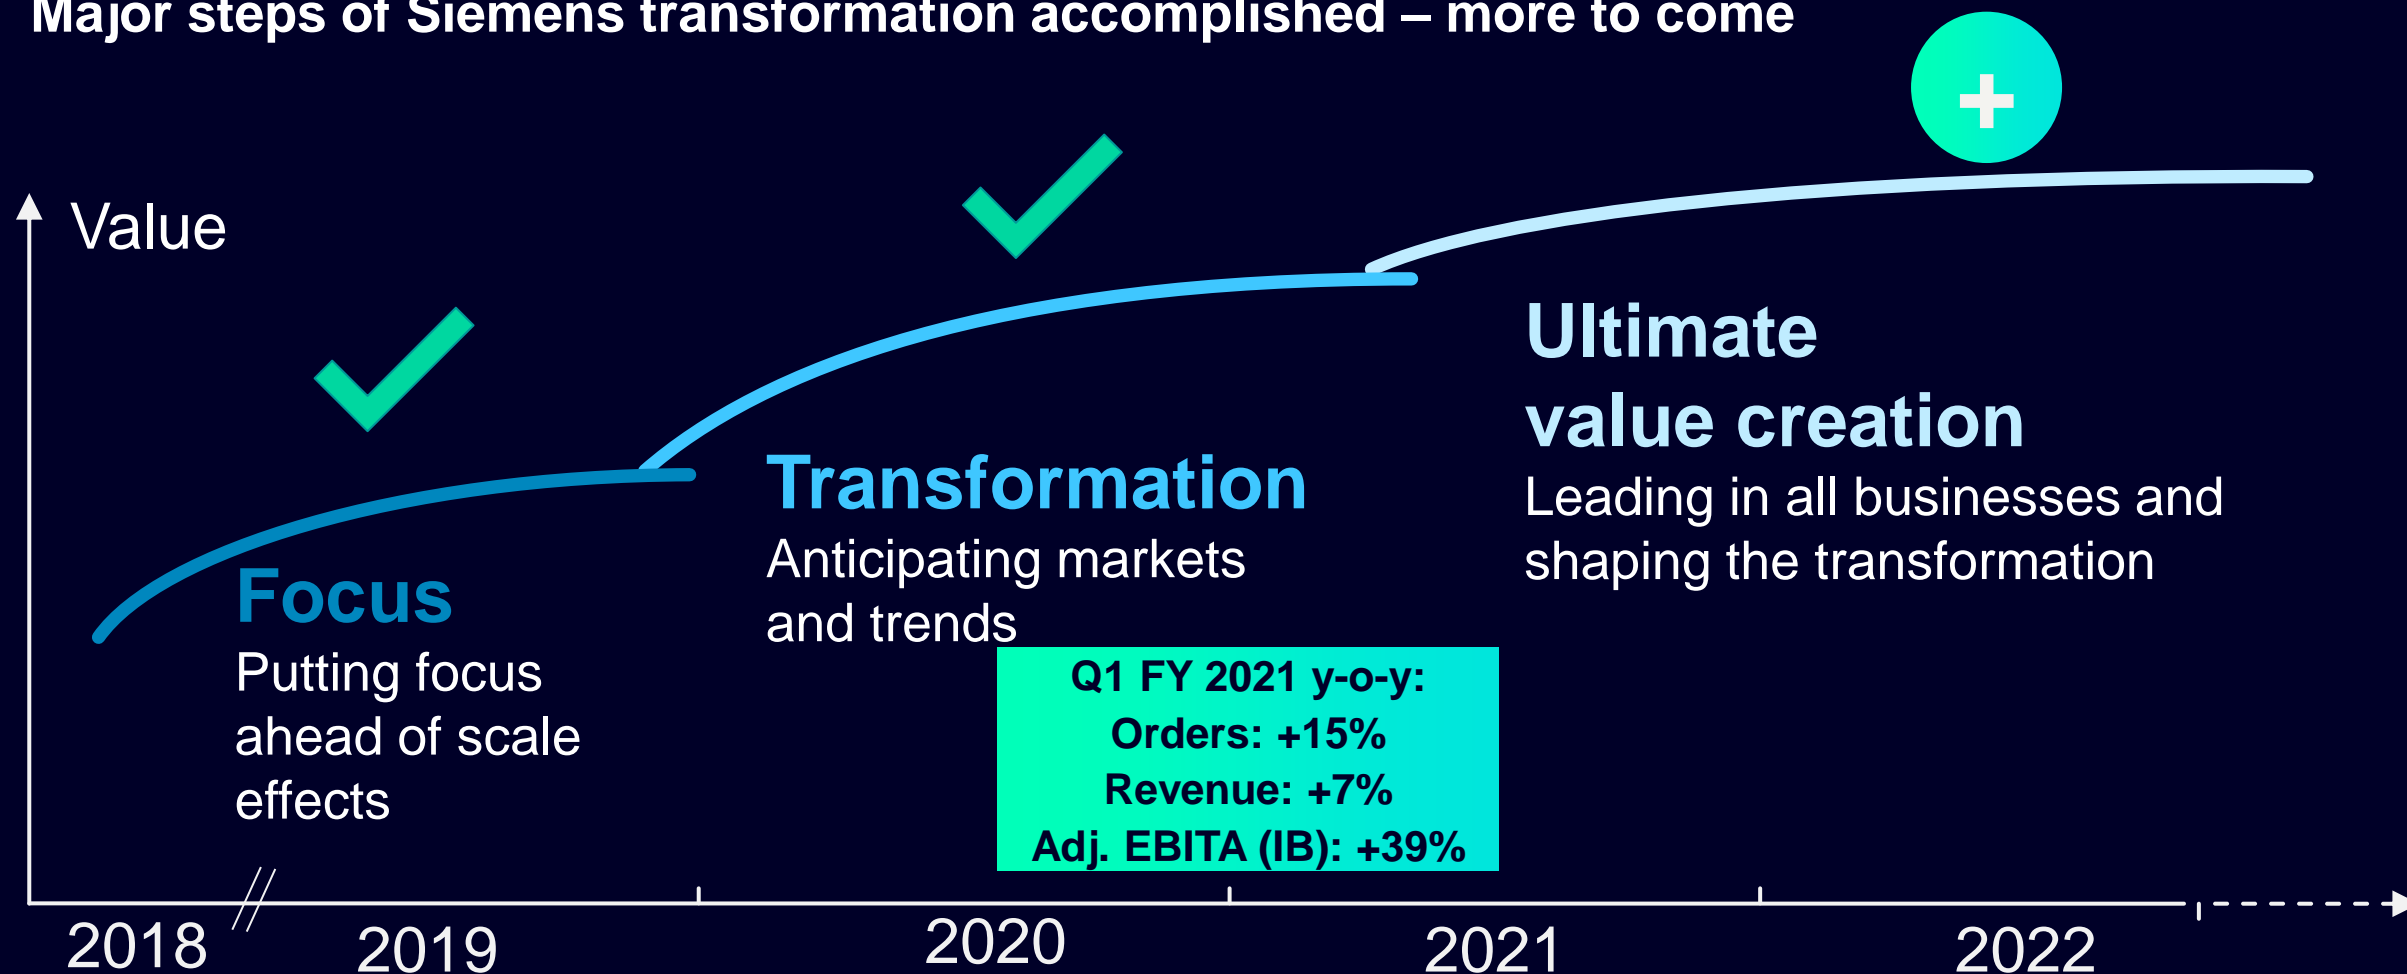 Major steps of Siemens transformation accomplished – more to come
+
Value
Focus
Putting focus
ahead of scale
effects
Transformation
Anticipating markets
and trends
Ultimate
value creation
Leading in all businesses and
shaping the transformation
Q1 FY 2021 y-o-y:
Orders: +15%
Revenue: +7%
Adj. EBITA (IB): +39%
2018
2019
2020
2021
2022